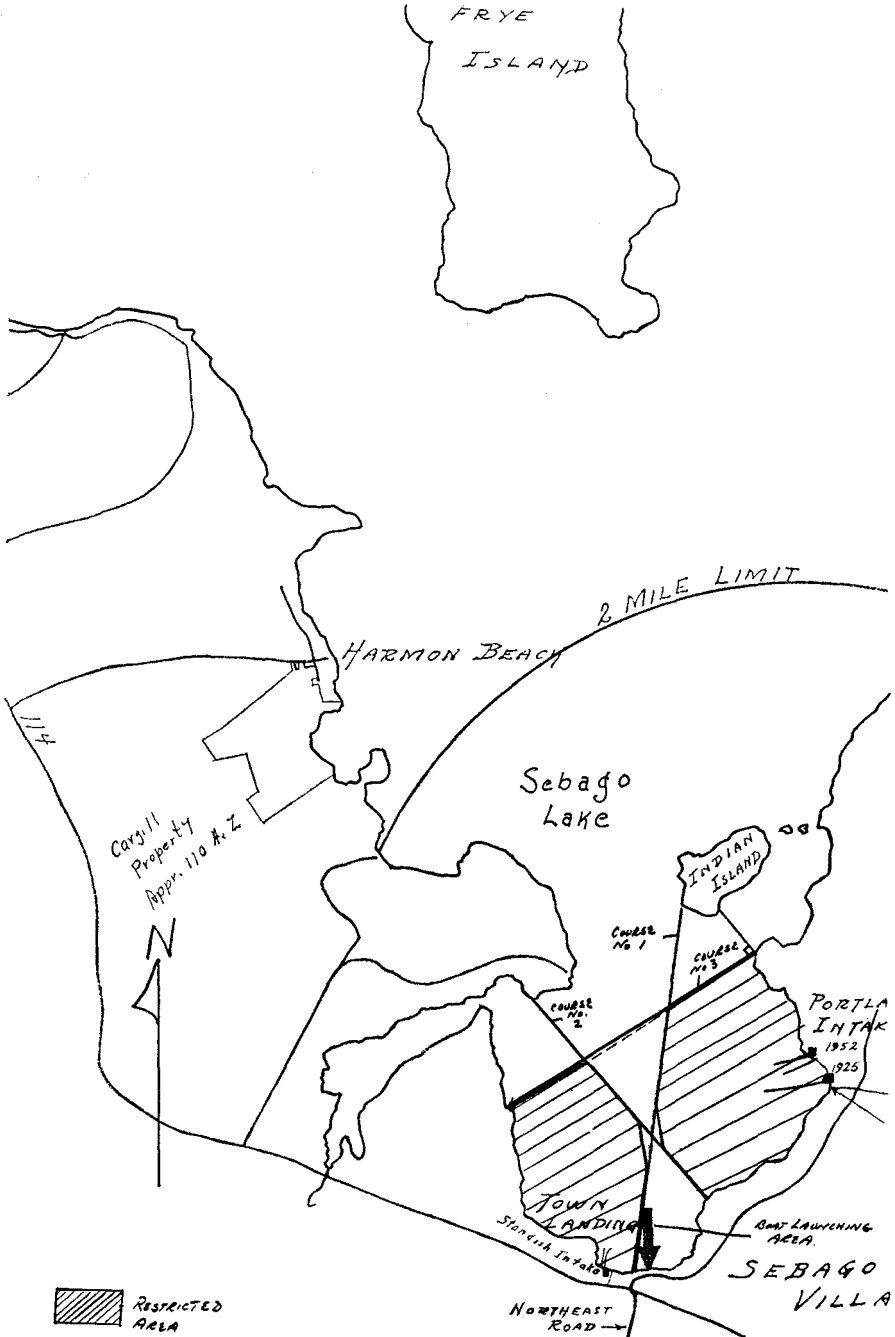 FRYE
ISLAND
2 MILE LIMIT
HARMON BEACH
114
Sebago
Lake
Cargill
Property
Appr. 110 A. I
INDIAN
ISLAND
N
COURSE
No 1
COURSE
No 3
COURSE
No.
2
PORTLA
INTAK
1952
1925
TOWN
LANDING
BOAT LAUNCHING
AREA.
Standish Intake
SEBAGO
VILLA
RESTRICTED
AREA
NORTHEAST
ROAD